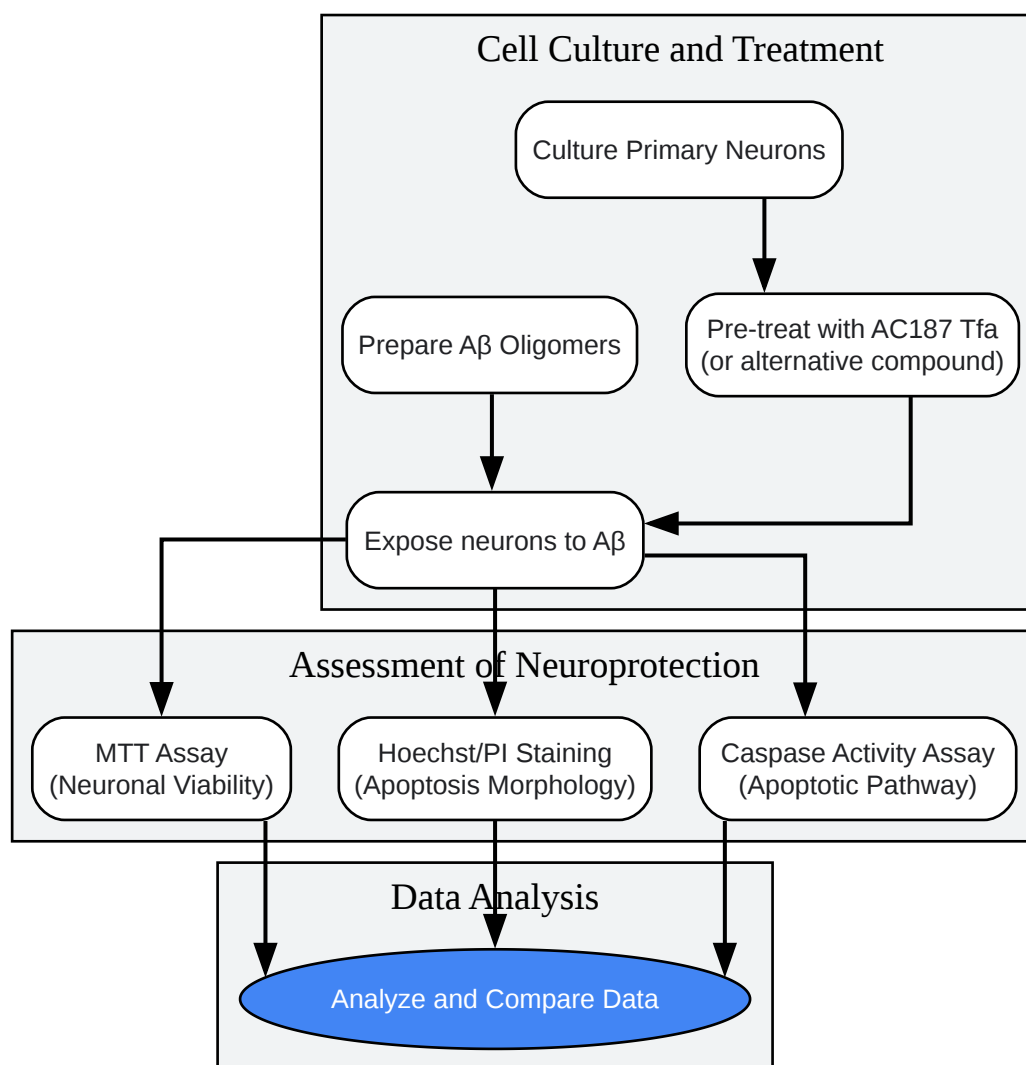 Cell Culture and Treatment
Culture Primary Neurons
Prepare Aβ Oligomers
Pre-treat with AC187 Tfa
(or alternative compound)
Expose neurons to Aβ
Assessment of Neuroprotection
MTT Assay
(Neuronal Viability)
Hoechst/PI Staining
(Apoptosis Morphology)
Caspase Activity Assay
(Apoptotic Pathway)
Data Analysis
Analyze and Compare Data